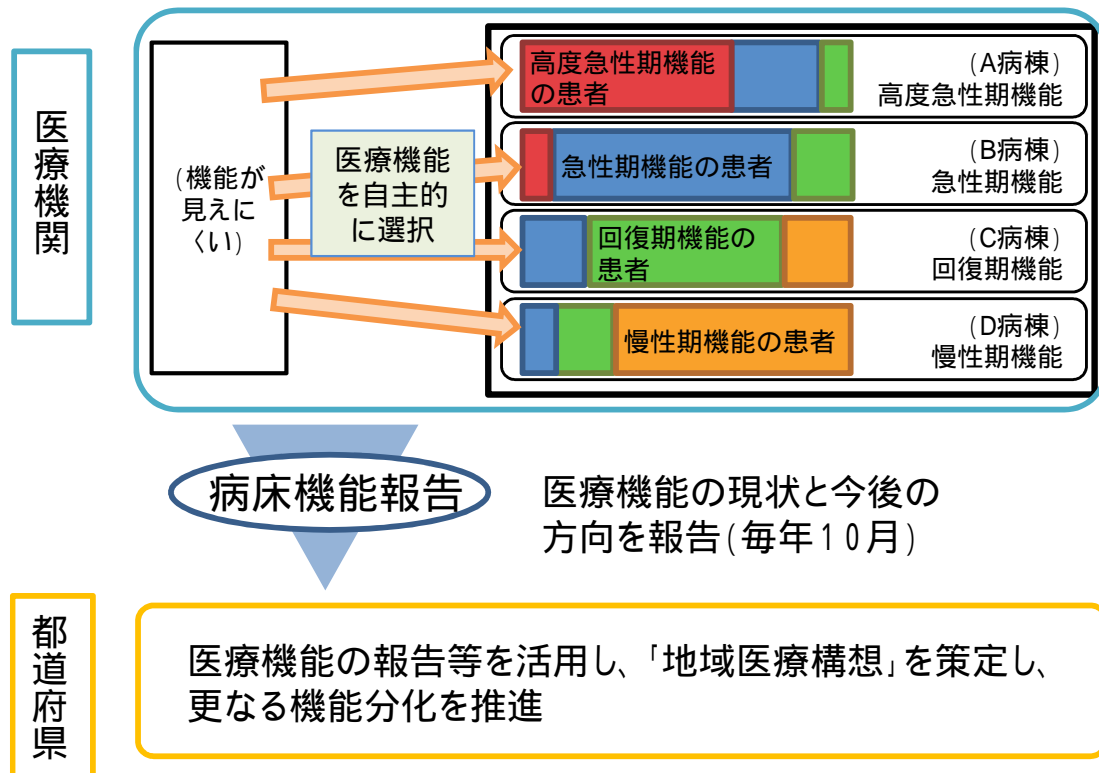 医療機関
(機能が
見えに
くい)
医療機能
を自主的
に選択
高度急性期機能
の患者
(A病棟)
高度急性期機能
急性期機能の患者
(B病棟)
急性期機能
回復期機能の
患者
(C病棟)
回復期機能
慢性期機能の患者
(D病棟)
慢性期機能
病床機能報告
医療機能の現状と今後の
方向を報告(毎年10月)
都道府県
医療機能の報告等を活用し、「地域医療構想」を策定し、
更なる機能分化を推進